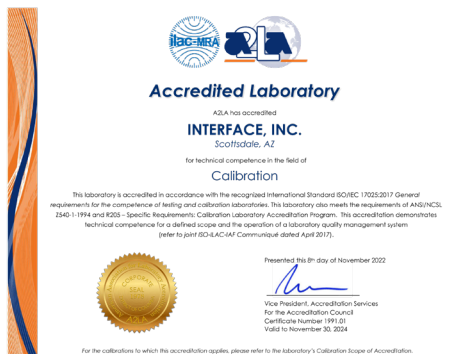 ilac-MRA
A2LA
Accredited Laboratory
A2LA has accredited
INTERFACE, INC.
Scottsdale, AZ
for technical competence in the field of
Calibration
This laboratory is accredited in accordance with the recognized International Standard ISO/IEC 17025:2017 General
requirements for the competence of testing and calibration laboratories. This laboratory also meets the requirements of ANSI/NCSL
Z540-1-1994 and R205 – Specific Requirements: Calibration Laboratory Accreditation Program. This accreditation demonstrates
technical competence for a defined scope and the operation of a laboratory quality management system
(refer to joint ISO-ILAC-IAF Communiqué dated April 2017).
CORPORATE
SEAL
A2LA
Presented this 8th day of November 2022
Vice President, Accreditation Services
For the Accreditation Council
Certificate Number 1991.01
Valid to November 30, 2024
For the calibrations to which this accreditation applies, please refer to the laboratory's Calibration Scope of Accreditation.